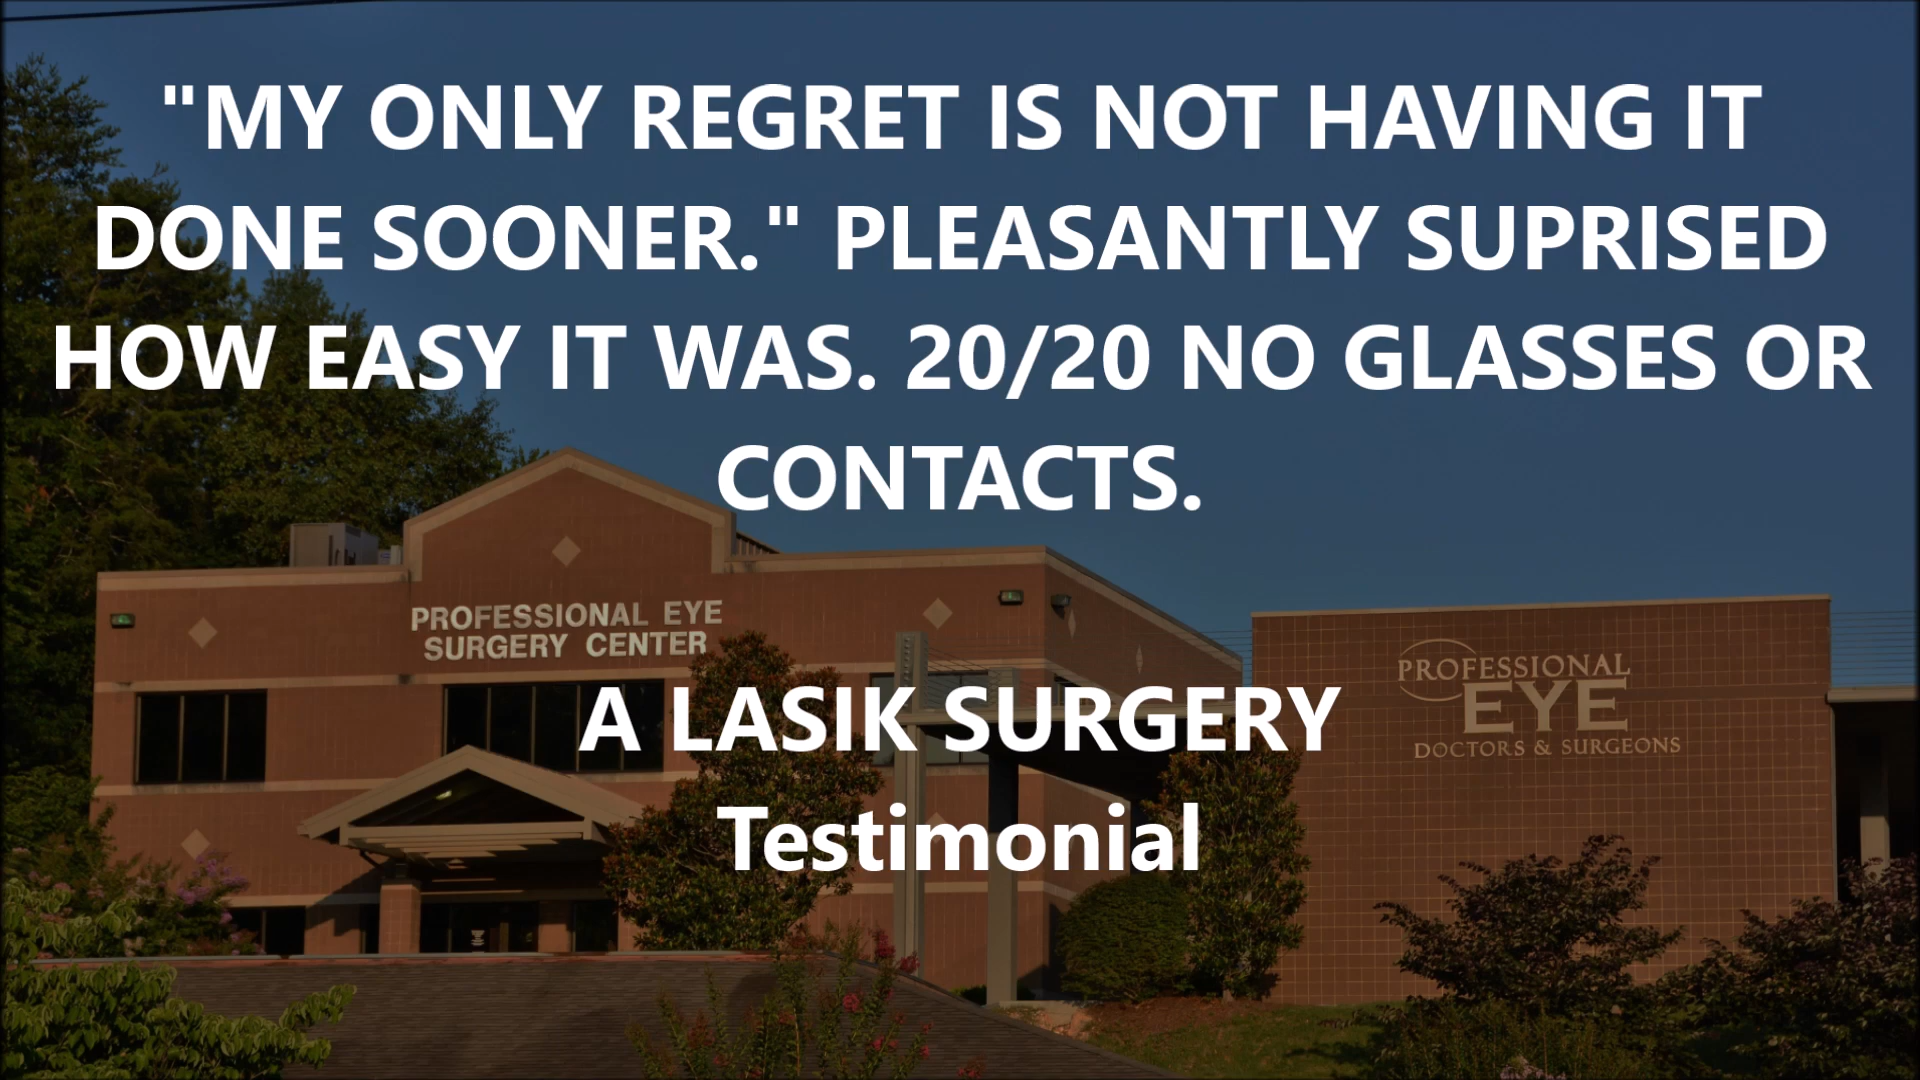 "MY ONLY REGRET IS NOT HAVING IT
DONE SOONER." PLEASANTLY SUPRISED
HOW EASY IT WAS. 20/20 NO GLASSES OR
CONTACTS.
PROFESSIONAL EYE
SURGERY CENTER
PROFESSIONAL
EYE
DOCTORS & SURGEONS
A LASIK SURGERY
Testimonial